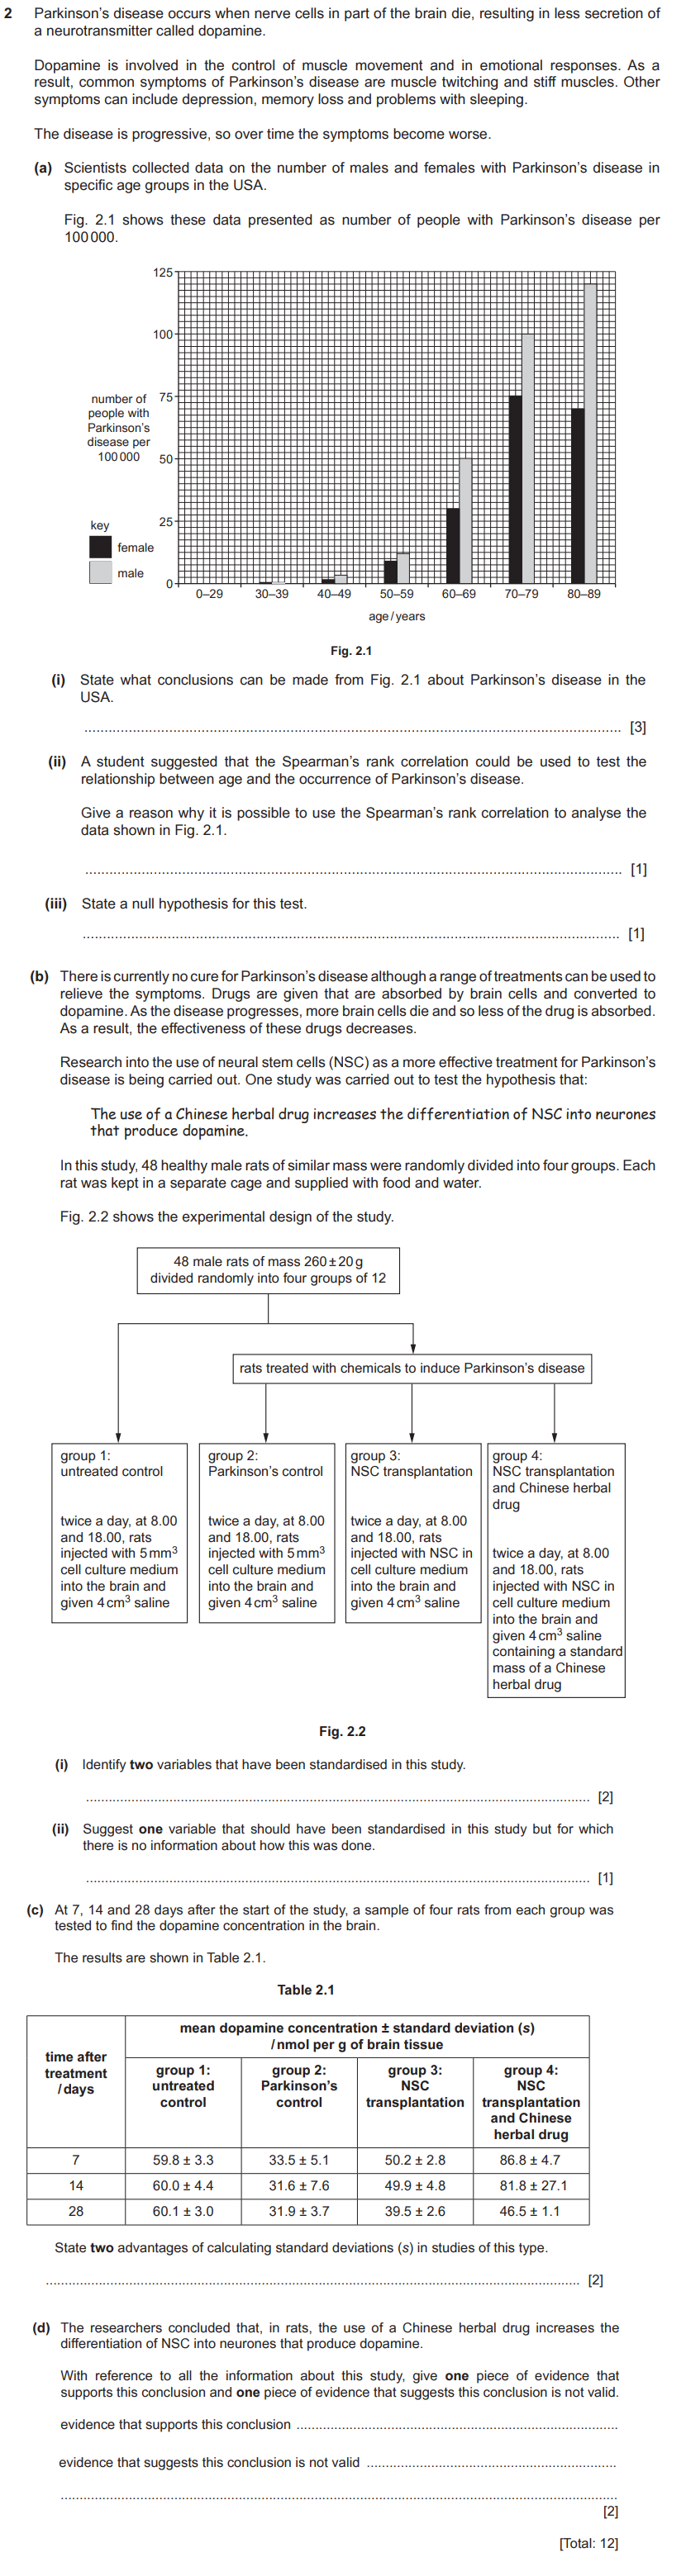 2 Parkinson's disease occurs when nerve cells in part of the brain die, resulting in less secretion of
a neurotransmitter called dopamine.
Dopamine is involved in the control of muscle movement and in emotional responses. As a
result, common symptoms of Parkinson's disease are muscle twitching and stiff muscles. Other
symptoms can include depression, memory loss and problems with sleeping.
The disease is progressive, so over time the symptoms become worse.
(a) Scientists collected data on the number of males and females with Parkinson's disease in
specific age groups in the USA.
Fig. 2.1 shows these data presented as number of people with Parkinson's disease per
100 000.
125
100
75
50
25
0
number of
people with
Parkinson's
disease per
100 000
key
female
male
0–29 30–39 40–49 50–59 60–69 70–79 80–89
age / years
Fig. 2.1
(i) State what conclusions can be made from Fig. 2.1 about Parkinson's disease in the
USA.
[3]
(ii) A student suggested that the Spearman's rank correlation could be used to test the
relationship between age and the occurrence of Parkinson's disease.
Give a reason why it is possible to use the Spearman's rank correlation to analyse the
data shown in Fig. 2.1.
[1]
(iii) State a null hypothesis for this test.
[1]
(b) There is currently no cure for Parkinson's disease although a range of treatments can be used to
relieve the symptoms. Drugs are given that are absorbed by brain cells and converted to
dopamine. As the disease progresses, more brain cells die and so less of the drug is absorbed.
As a result, the effectiveness of these drugs decreases.
Research into the use of neural stem cells (NSC) as a more effective treatment for Parkinson's
disease is being carried out. One study was carried out to test the hypothesis that:
The use of a Chinese herbal drug increases the differentiation of NSC into neurones
that produce dopamine.
In this study, 48 healthy male rats of similar mass were randomly divided into four groups. Each
rat was kept in a separate cage and supplied with food and water.
Fig. 2.2 shows the experimental design of the study.
48 male rats of mass 260 ± 20 g
divided randomly into four groups of 12
rats treated with chemicals to induce Parkinson's disease
group 1:
untreated control
twice a day, at 8.00
and 18.00, rats
injected with 5 mm³
cell culture medium
into the brain and
given 4 cm³ saline
group 2:
Parkinson's control
twice a day, at 8.00
and 18.00, rats
injected with 5 mm³
cell culture medium
into the brain and
given 4 cm³ saline
group 3:
NSC transplantation
twice a day, at 8.00
and 18.00, rats
injected with NSC in
cell culture medium
into the brain and
given 4 cm³ saline
group 4:
NSC transplantation
and Chinese herbal
drug
twice a day, at 8.00
and 18.00, rats
injected with NSC in
cell culture medium
into the brain and
given 4 cm³ saline
containing a standard
mass of a Chinese
herbal drug
Fig. 2.2
(i) Identify two variables that have been standardised in this study.
[2]
(ii) Suggest one variable that should have been standardised in this study but for which
there is no information about how this was done.
[1]
(c) At 7, 14 and 28 days after the start of the study, a sample of four rats from each group was
tested to find the dopamine concentration in the brain.
The results are shown in Table 2.1.
Table 2.1
time after
treatment
/ days
mean dopamine concentration ± standard deviation (s)
/ nmol per g of brain tissue
group 1:
untreated
control
group 2:
Parkinson's
control
group 3:
NSC
transplantation
group 4:
NSC
transplantation
and Chinese
herbal drug
7 59.8 ± 3.3 33.5 ± 5.1 50.2 ± 2.8 86.8 ± 4.7
14 60.0 ± 4.4 31.6 ± 7.6 49.9 ± 4.8 81.8 ± 27.1
28 60.1 ± 3.0 31.9 ± 3.7 39.5 ± 2.6 46.5 ± 1.1
State two advantages of calculating standard deviations (s) in studies of this type.
[2]
(d) The researchers concluded that, in rats, the use of a Chinese herbal drug increases the
differentiation of NSC into neurones that produce dopamine.
With reference to all the information about this study, give one piece of evidence that
supports this conclusion and one piece of evidence that suggests this conclusion is not valid.
evidence that supports this conclusion
evidence that suggests this conclusion is not valid
[2]
[Total: 12]